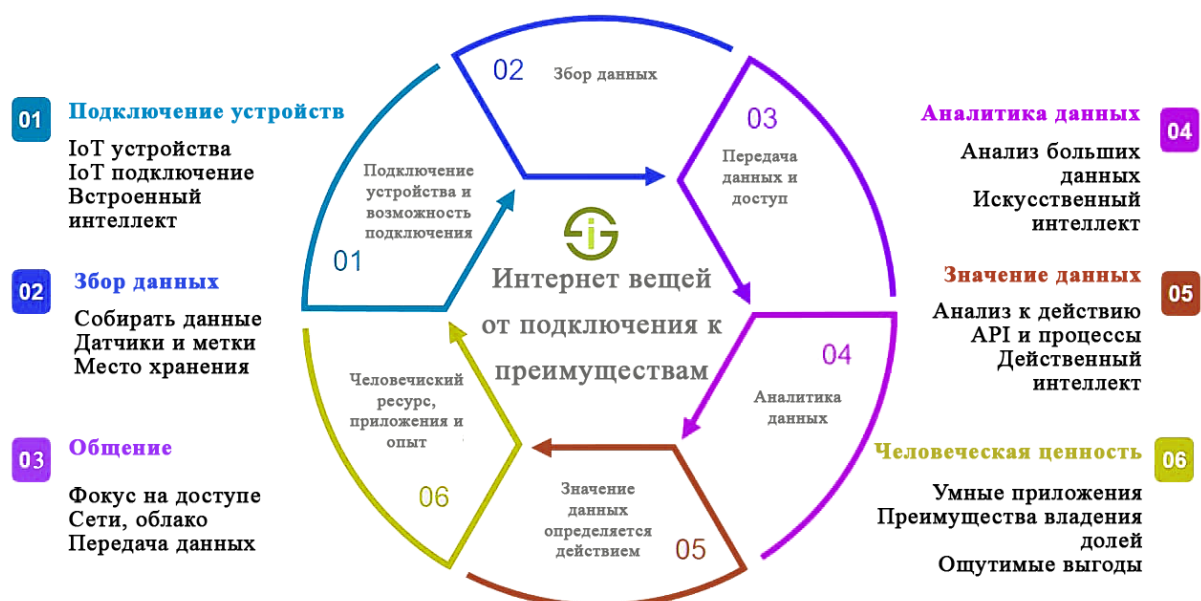 01
Подключение устройств
IoT устройства
IoT подключение
Встроенный
интеллект
02
Збор данных
Собирать данные
Датчики и метки
Место хранения
03
Общение
Фокус на доступе
Сети, облако
Передача данных
02
Збор данных
03
Передача
данных и
доступ
Подключение
устройства и
возможность
подключения
01
Интернет вещей
от подключения к
преимуществам
04
Аналитика
данных
Человечиский
ресурс,
приложения и
опыт
06
Значение
данных
определяется
действием
05
Аналитика данных
04
Анализ больших
данных
Искусственный
интеллект
Значение данных
05
Анализ к действию
API и процессы
Действенный
интеллект
Человеческая ценность
06
Умные приложения
Преимущества владения
долей
Ощутимые выгоды